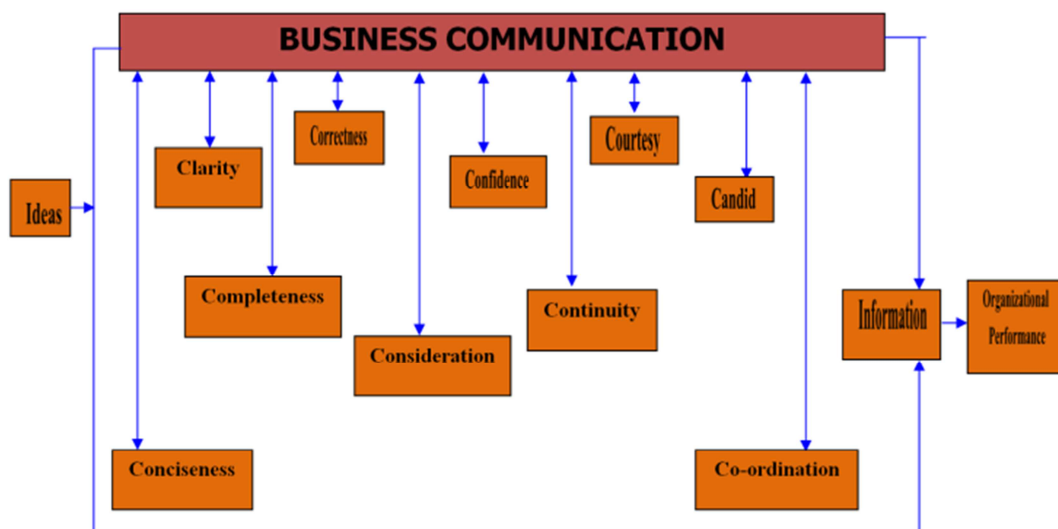 BUSINESS COMMUNICATION
Correctness
Courtesy
Clarity
Confidence
Candid
Ideas
Completeness
Continuity
Information
Organizational
Performance
Consideration
Conciseness
Co-ordination